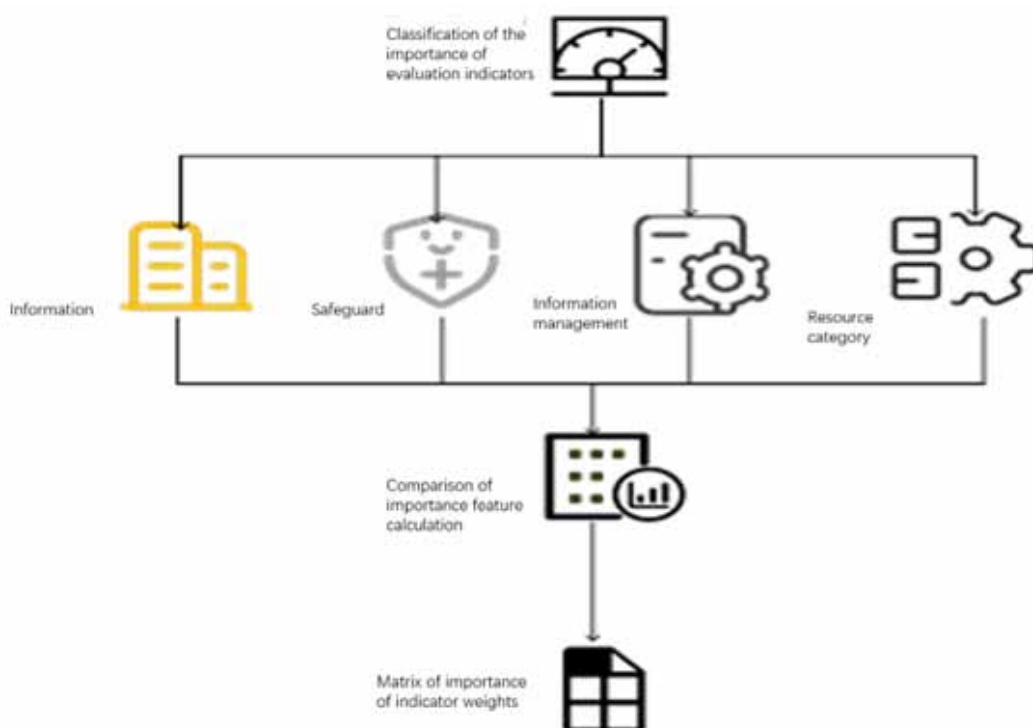 Classification of the
importance of
evaluation indicators
Information
Safeguard
Information
management
Resource
category
Comparison of
importance feature
calculation
Matrix of importance
of indicator weights